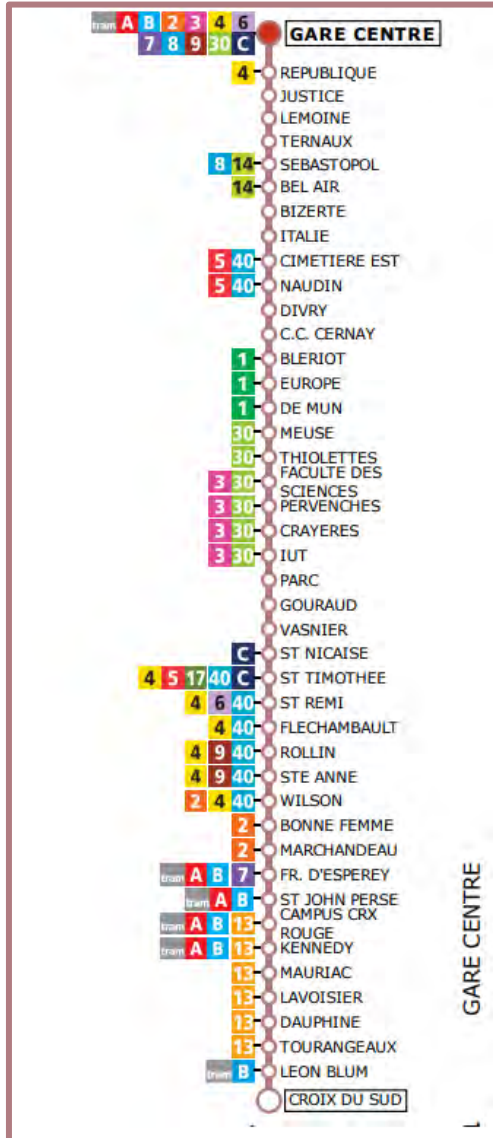 tram A B 2 3 4 6
7 8 9 30 C
GARE CENTRE
4 REPUBLIQUE
JUSTICE
LEMOINE
TERNAUX
8 14 SEBASTOPOL
14 BEL AIR
BIZERTE
ITALIE
5 40 CIMETIERE EST
5 40 NAUDIN
DIVRY
C.C. CERNAY
1 BLERIOT
1 EUROPE
1 DE MUN
30 MEUSE
30 THIOLETTES
3 30 FACULTE DES
SCIENCES
3 30 PERVENCHES
3 30 CRAYERES
3 30 IUT
PARC
GOURAUD
VASNIER
C ST NICAISE
4 5 17 40 C ST TIMOTHEE
4 6 40 ST REMI
4 40 FLECHAMBAULT
4 9 40 ROLLIN
4 9 40 STE ANNE
2 4 40 WILSON
2 BONNE FEMME
2 MARCHANDEAU
tram A B 7 FR. D'ESPEREY
tram A B ST JOHN PERSE
tram A B 13 CAMPUS CRX
ROUGE
tram A B 13 KENNEDY
13 MAURIAC
13 LAVOISIER
13 DAUPHINE
13 TOURANGEAUX
tram B LEON BLUM
CROIX DU SUD
GARE CENTRE